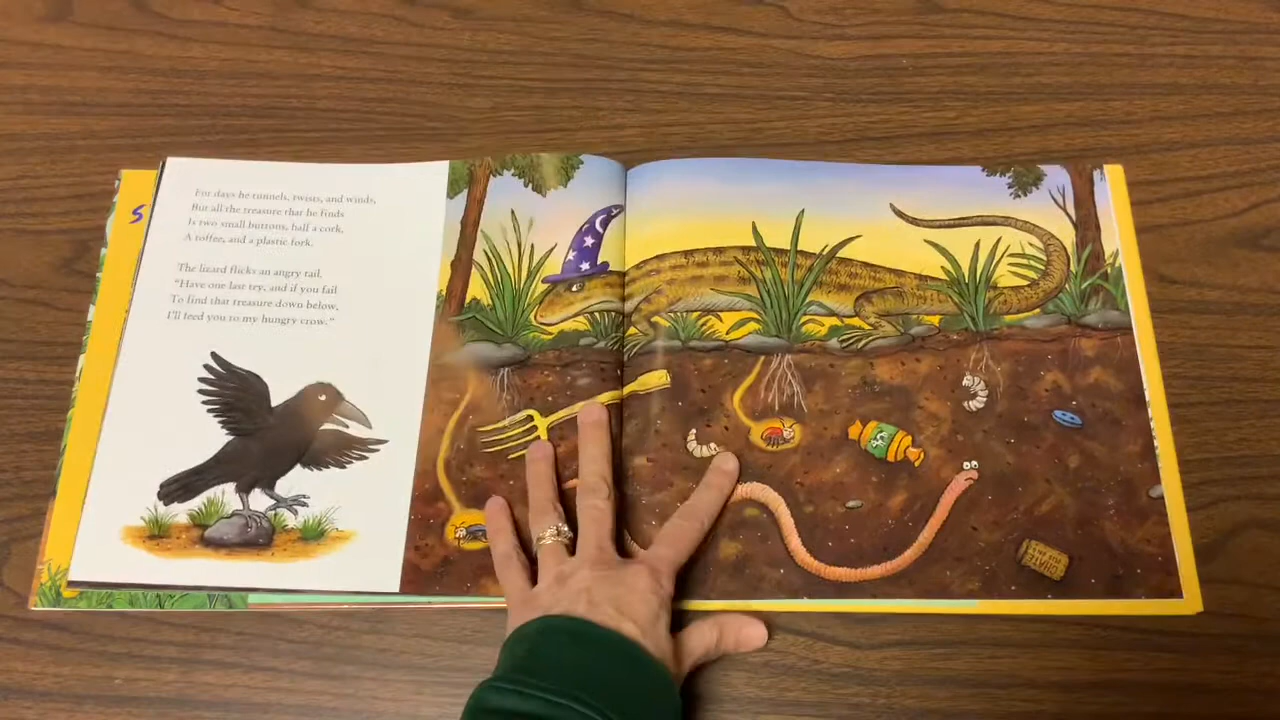 For days he tunnels, twists, and winds,
But all the treasure that he finds
Is two small buttons, half a cork,
A toffee, and a plastic fork.
The lizard flicks an angry tail.
"Have one last try, and if you fail
To find that treasure down below,
I'll feed you to my hungry crow."
S